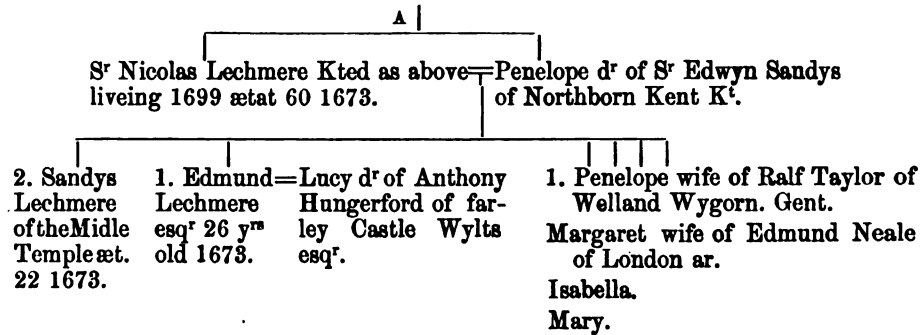 A
Sr Nicolas Lechmere Kted as above=Penelope dr of Sr Edwyn Sandys
liveing 1699 ætat 60 1673.
of Northborn Kent Kt.
2. Sandys
Lechmere
of the Midle
Temple æt.
22 1673.
1. Edmund=Lucy dr of Anthony
Lechmere
esqr 26 yrs
old 1673.
Hungerford of far-
ley Castle Wylts
esqr.
1. Penelope wife of Ralf Taylor of
Welland Wygorn. Gent.
Margaret wife of Edmund Neale
of London ar.
Isabella.
Mary.